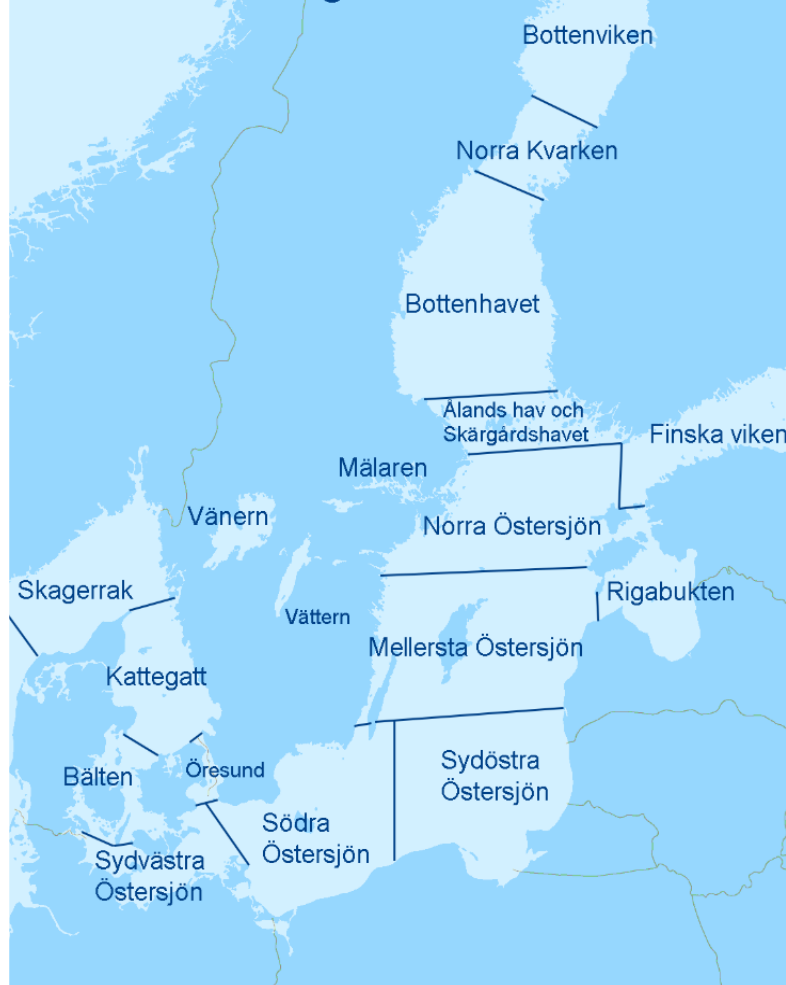 Bottenviken
Norra Kvarken
Bottenhavet
Ålands hav och
Skärgårdshavet
Finska viken
Mälaren
Vänern
Norra Östersjön
Skagerrak
Rigabukten
Vättern
Mellersta Östersjön
Kattegatt
Sydöstra
Östersjön
Bälten
Öresund
Södra
Östersjön
Sydvästra
Östersjön